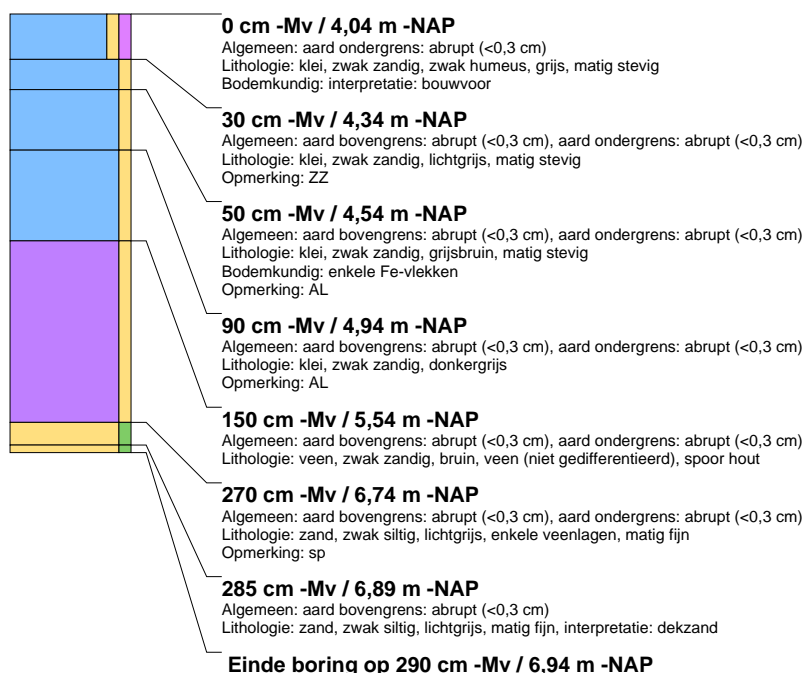 0 cm -Mv / 4,04 m -NAP
Algemeen: aard ondergrens: abrupt (<0,3 cm)
Lithologie: klei, zwak zandig, zwak humeus, grijs, matig stevig
Bodemkundig: interpretatie: bouwvoor
30 cm -Mv / 4,34 m -NAP
Algemeen: aard bovengrens: abrupt (<0,3 cm), aard ondergrens: abrupt (<0,3 cm)
Lithologie: klei, zwak zandig, lichtgrijs, matig stevig
Opmerking: ZZ
50 cm -Mv / 4,54 m -NAP
Algemeen: aard bovengrens: abrupt (<0,3 cm), aard ondergrens: abrupt (<0,3 cm)
Lithologie: klei, zwak zandig, grijsbruin, matig stevig
Bodemkundig: enkele Fe-vlekken
Opmerking: AL
90 cm -Mv / 4,94 m -NAP
Algemeen: aard bovengrens: abrupt (<0,3 cm), aard ondergrens: abrupt (<0,3 cm)
Lithologie: klei, zwak zandig, donkergrijs
Opmerking: AL
150 cm -Mv / 5,54 m -NAP
Algemeen: aard bovengrens: abrupt (<0,3 cm), aard ondergrens: abrupt (<0,3 cm)
Lithologie: veen, zwak zandig, bruin, veen (niet gedifferentieerd), spoor hout
270 cm -Mv / 6,74 m -NAP
Algemeen: aard bovengrens: abrupt (<0,3 cm), aard ondergrens: abrupt (<0,3 cm)
Lithologie: zand, zwak siltig, lichtgrijs, enkele veenlagen, matig fijn
Opmerking: sp
285 cm -Mv / 6,89 m -NAP
Algemeen: aard bovengrens: abrupt (<0,3 cm)
Lithologie: zand, zwak siltig, lichtgrijs, matig fijn, interpretatie: dekzand
Einde boring op 290 cm -Mv / 6,94 m -NAP